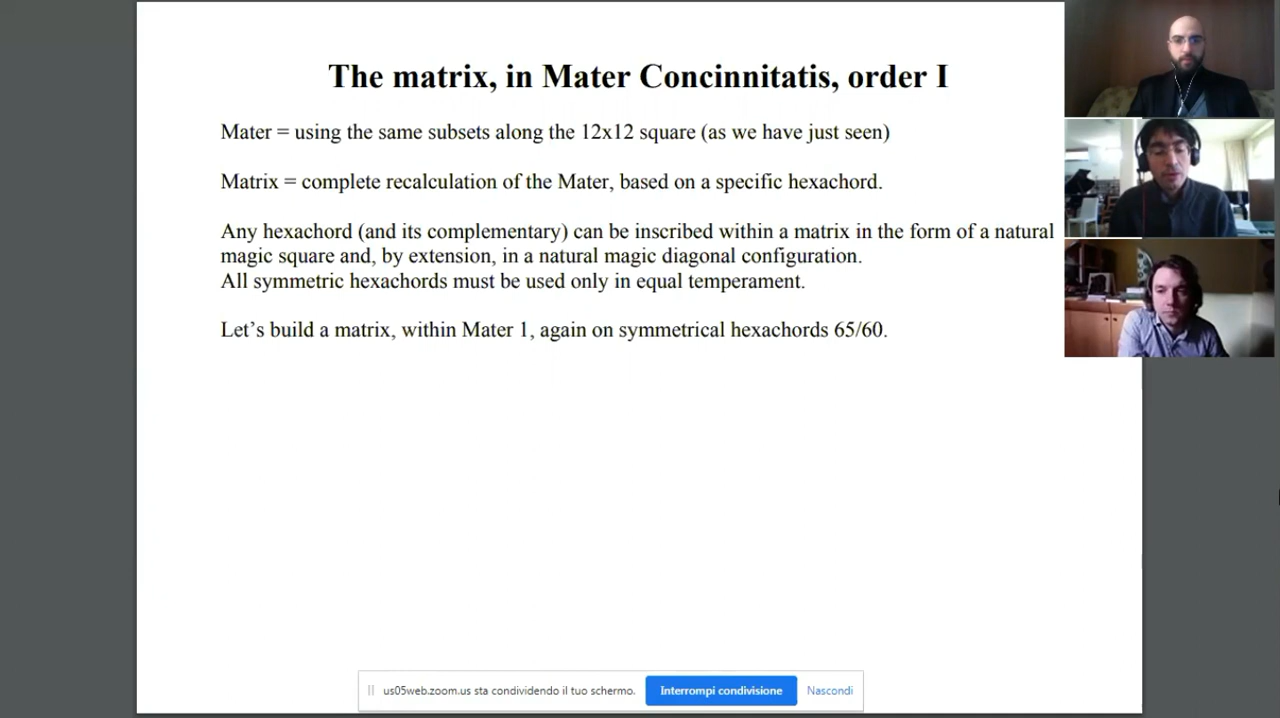 The matrix, in Mater Concinnitatis, order I
Mater = using the same subsets along the 12x12 square (as we have just seen)
Matrix = complete recalculation of the Mater, based on a specific hexachord.
Any hexachord (and its complementary) can be inscribed within a matrix in the form of a natural
magic square and, by extension, in a natural magic diagonal configuration.
All symmetric hexachords must be used only in equal temperament.
Let’s build a matrix, within Mater 1, again on symmetrical hexachords 65/60.
us05web.zoom.us sta condividendo il tuo schermo. Interrompi condivisione Nascondi